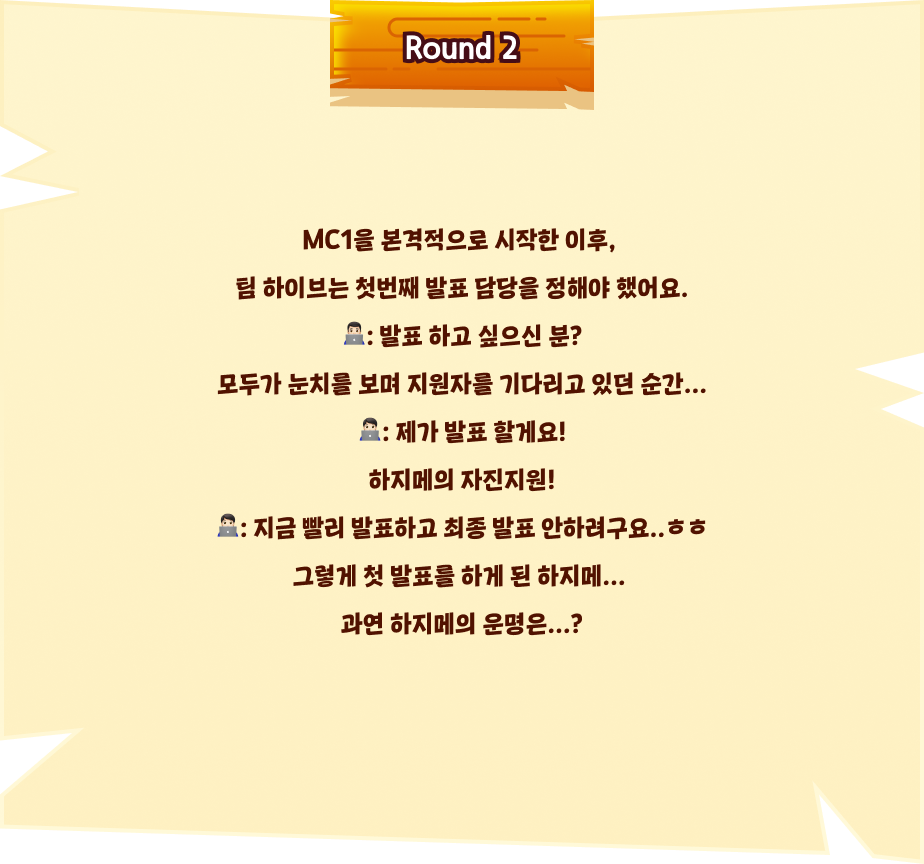 Round 2
MC1을 본격적으로 시작한 이후,
팀 하이브는 첫번째 발표 담당을 정해야 했어요.
👨🏻‍💻: 발표 하고 싶으신 분?
모두가 눈치를 보며 지원자를 기다리고 있던 순간...
🧑🏻‍💻: 제가 발표 할게요!
하지메의 자진지원!
🧑🏻‍💻: 지금 빨리 발표하고 최종 발표 안하려구요..ㅎㅎ
그렇게 첫 발표를 하게 된 하지메...
과연 하지메의 운명은...?